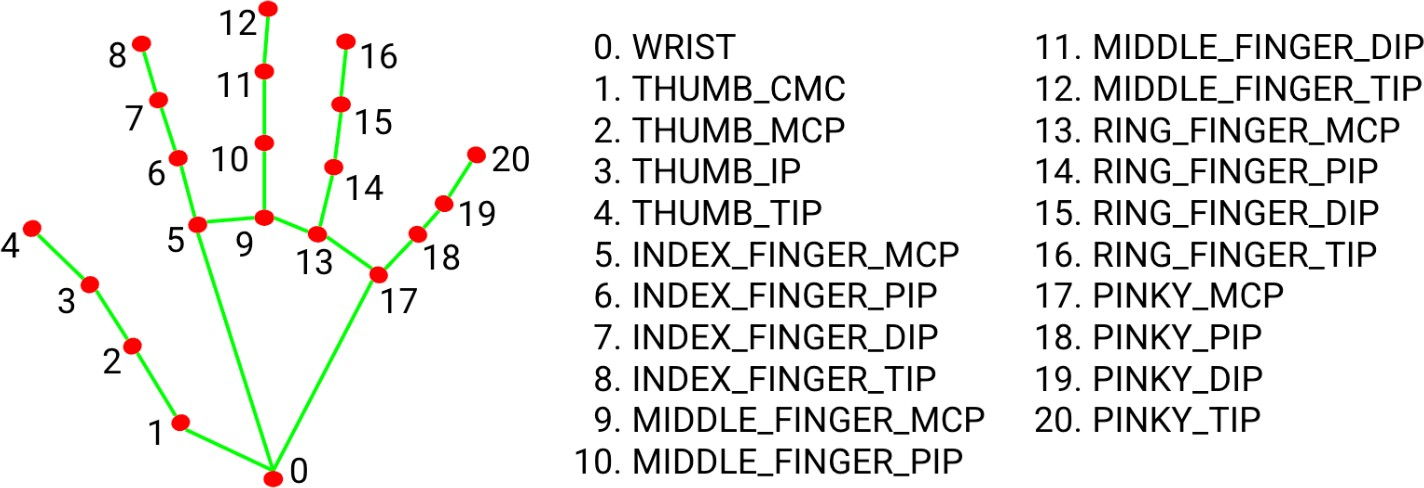 12
8
16
11
7
15
10
6
20
14
19
4
5
9
13
18
3
17
2
1
0
0. WRIST
1. THUMB_CMC
2. THUMB_MCP
3. THUMB_IP
4. THUMB_TIP
5. INDEX_FINGER_MCP
6. INDEX_FINGER_PIP
7. INDEX_FINGER_DIP
8. INDEX_FINGER_TIP
9. MIDDLE_FINGER_MCP
10. MIDDLE_FINGER_PIP
11. MIDDLE_FINGER_DIP
12. MIDDLE_FINGER_TIP
13. RING_FINGER_MCP
14. RING_FINGER_PIP
15. RING_FINGER_DIP
16. RING_FINGER_TIP
17. PINKY_MCP
18. PINKY_PIP
19. PINKY_DIP
20. PINKY_TIP